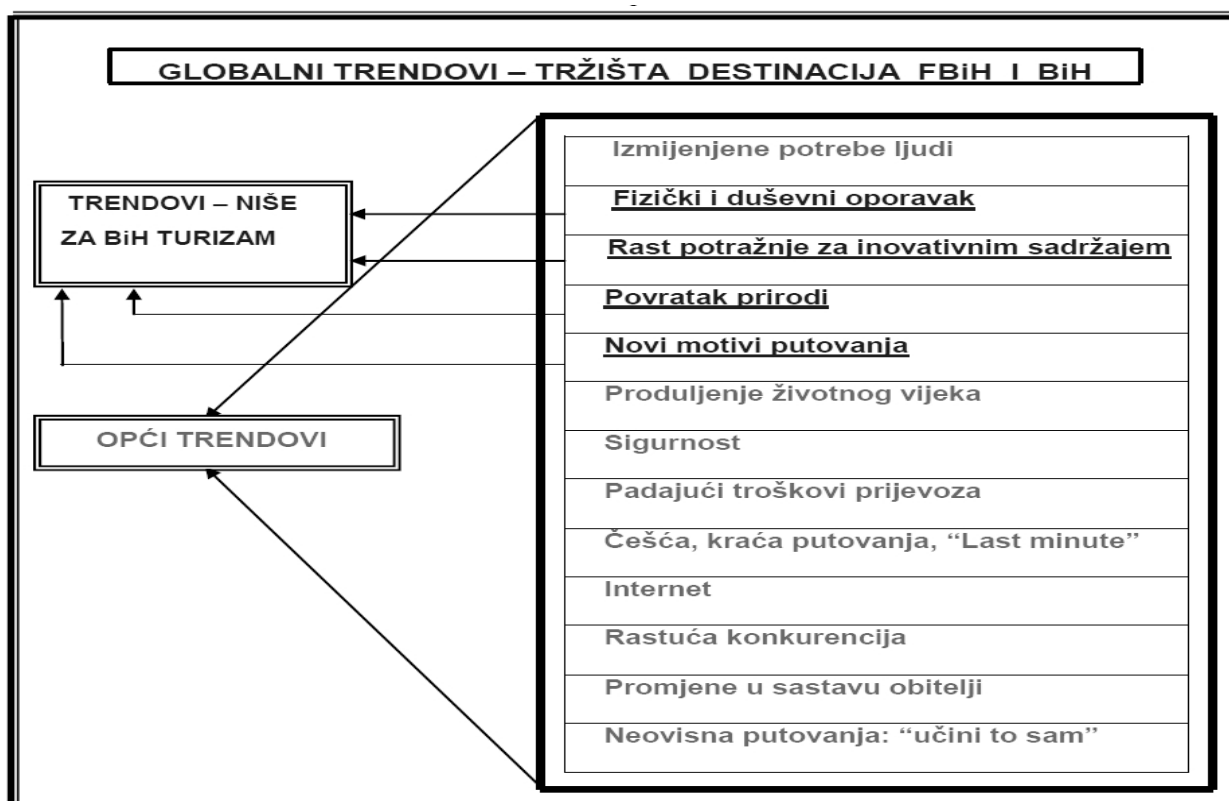 GLOBALNI TRENDOVI – TRŽIŠTA DESTINACIJA FBiH I BiH
TRENDOVI – NIŠE
ZA BiH TURIZAM
OPĆI TRENDOVI
Izmijenjene potrebe ljudi
Fizički i duševni oporavak
Rast potražnje za inovativnim sadržajem
Povratak prirodi
Novi motivi putovanja
Produljenje životnog vijeka
Sigurnost
Padajući troškovi prijevoza
Češća, kraća putovanja, “Last minute”
Internet
Rastuća konkurencija
Promjene u sastavu obitelji
Neovisna putovanja: “učini to sam”